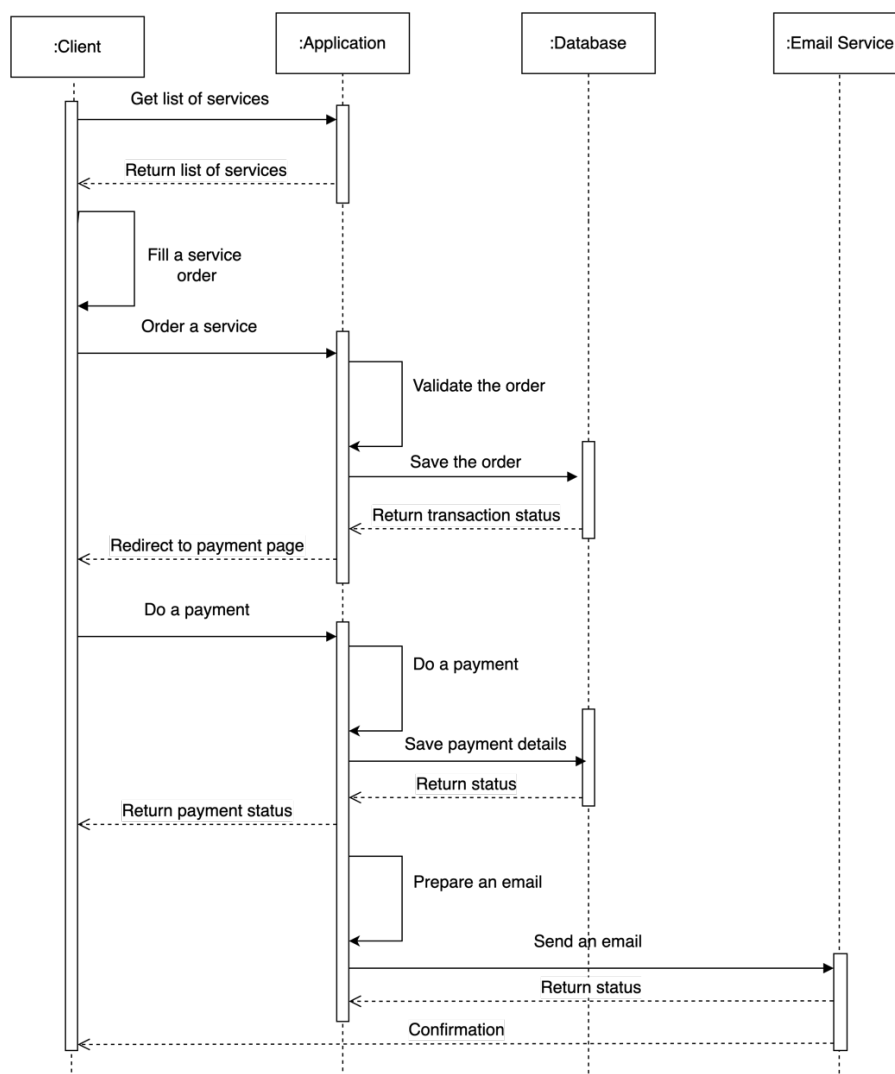 :Client
:Application
:Database
:Email Service
Get list of services
Return list of services
Fill a service
order
Order a service
Validate the order
Save the order
Return transaction status
Redirect to payment page
Do a payment
Do a payment
Save payment details
Return status
Return payment status
Prepare an email
Send an email
Return status
Confirmation